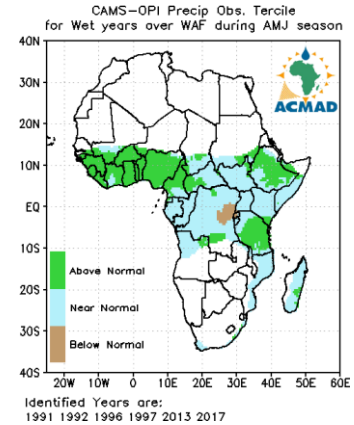 CAMS-OPI Precip Obs. Tercile
for Wet years over WAF during AMJ season
40N
30N
20N
10N
EQ
10S
20S
30S
40S
ACMAD
Above Normal
Near Normal
Below Normal
20W 10W 0 10E 20E 30E 40E 50E 60E
Identified Years are:
1991 1992 1996 1997 2013 2017